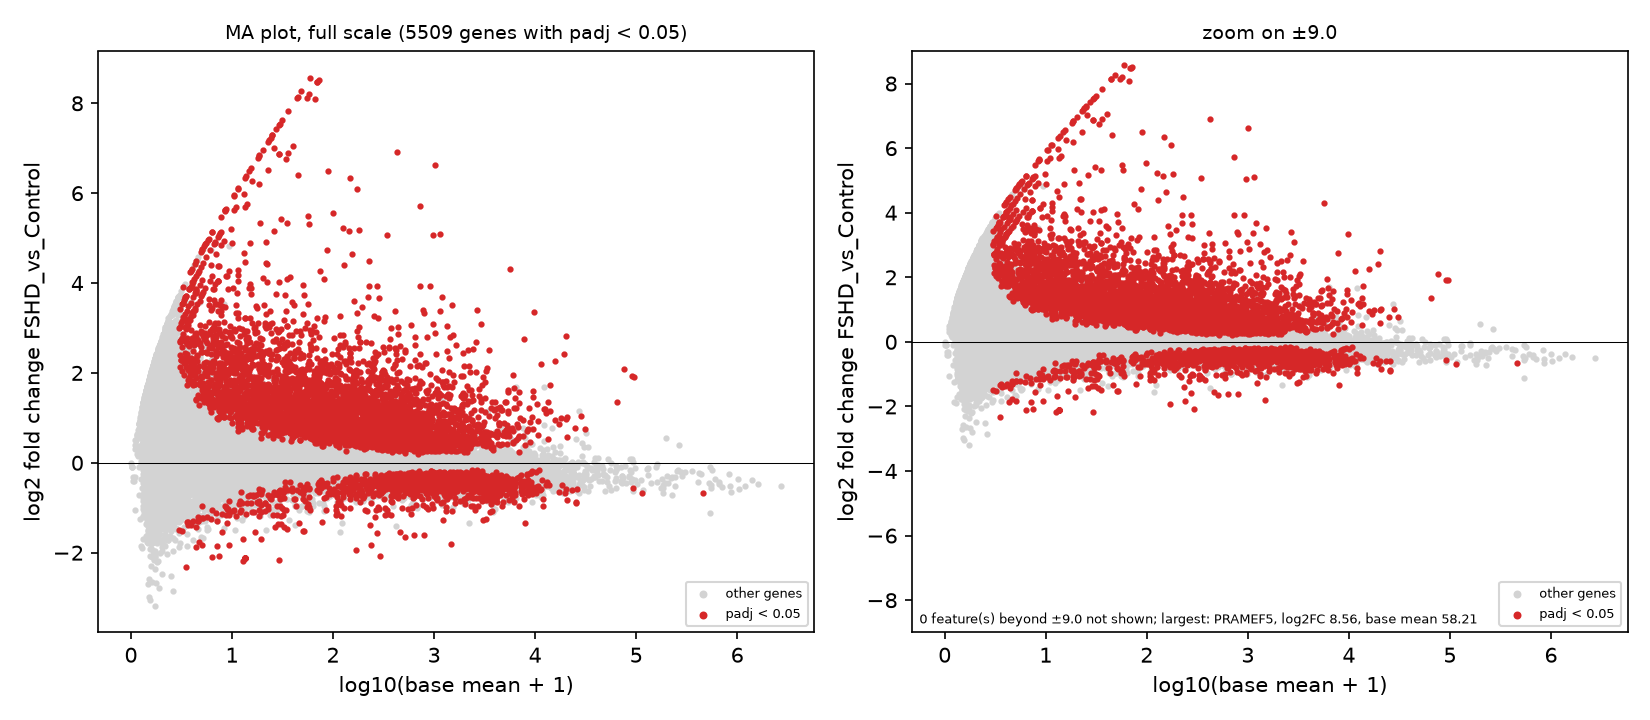 MA plot, full scale (5509 genes with padj < 0.05)
log2 fold change FSHD_vs_Control
8
6
4
2
0
−2
0 1 2 3 4 5 6
log10(base mean + 1)
other genes
padj < 0.05
zoom on ±9.0
log2 fold change FSHD_vs_Control
8
6
4
2
0
−2
−4
−6
−8
0 feature(s) beyond ±9.0 not shown; largest: PRAMEF5, log2FC 8.56, base mean 58.21
other genes
padj < 0.05
0 1 2 3 4 5 6
log10(base mean + 1)